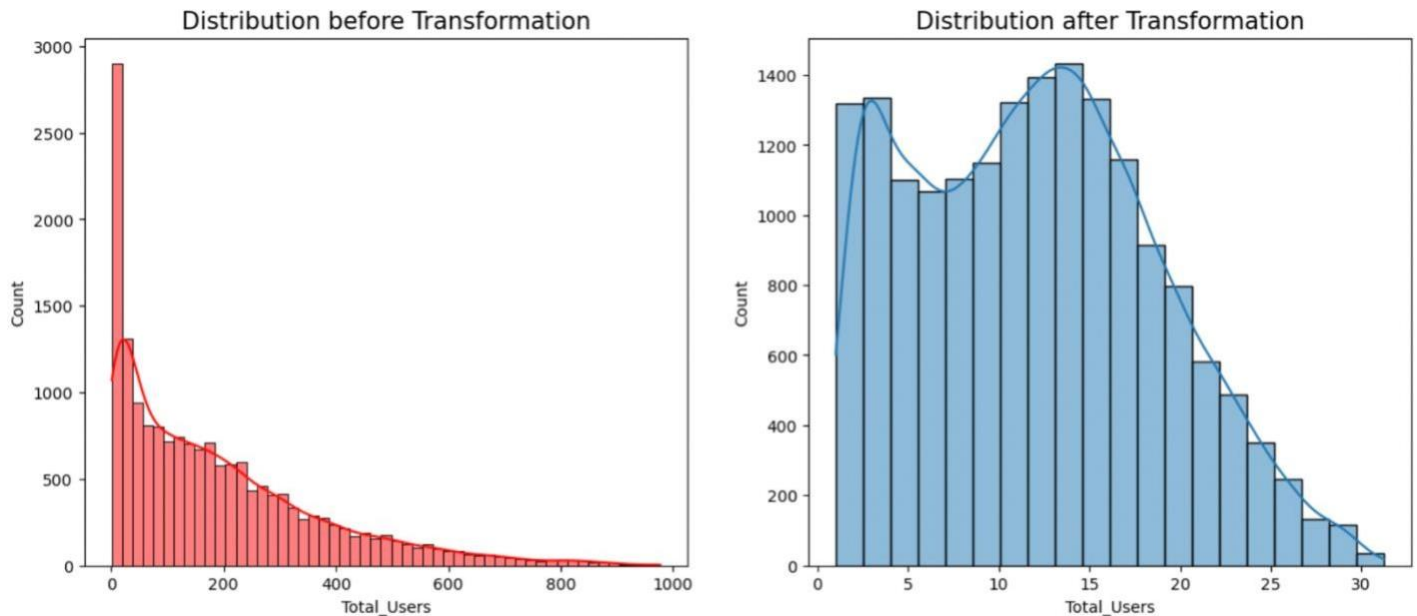 Distribution before Transformation
3000
2500
2000
1500
1000
500
0
Count
0 200 400 600 800 1000
Total_Users
Distribution after Transformation
1400
1200
1000
800
600
400
200
0
Count
0 5 10 15 20 25 30
Total_Users